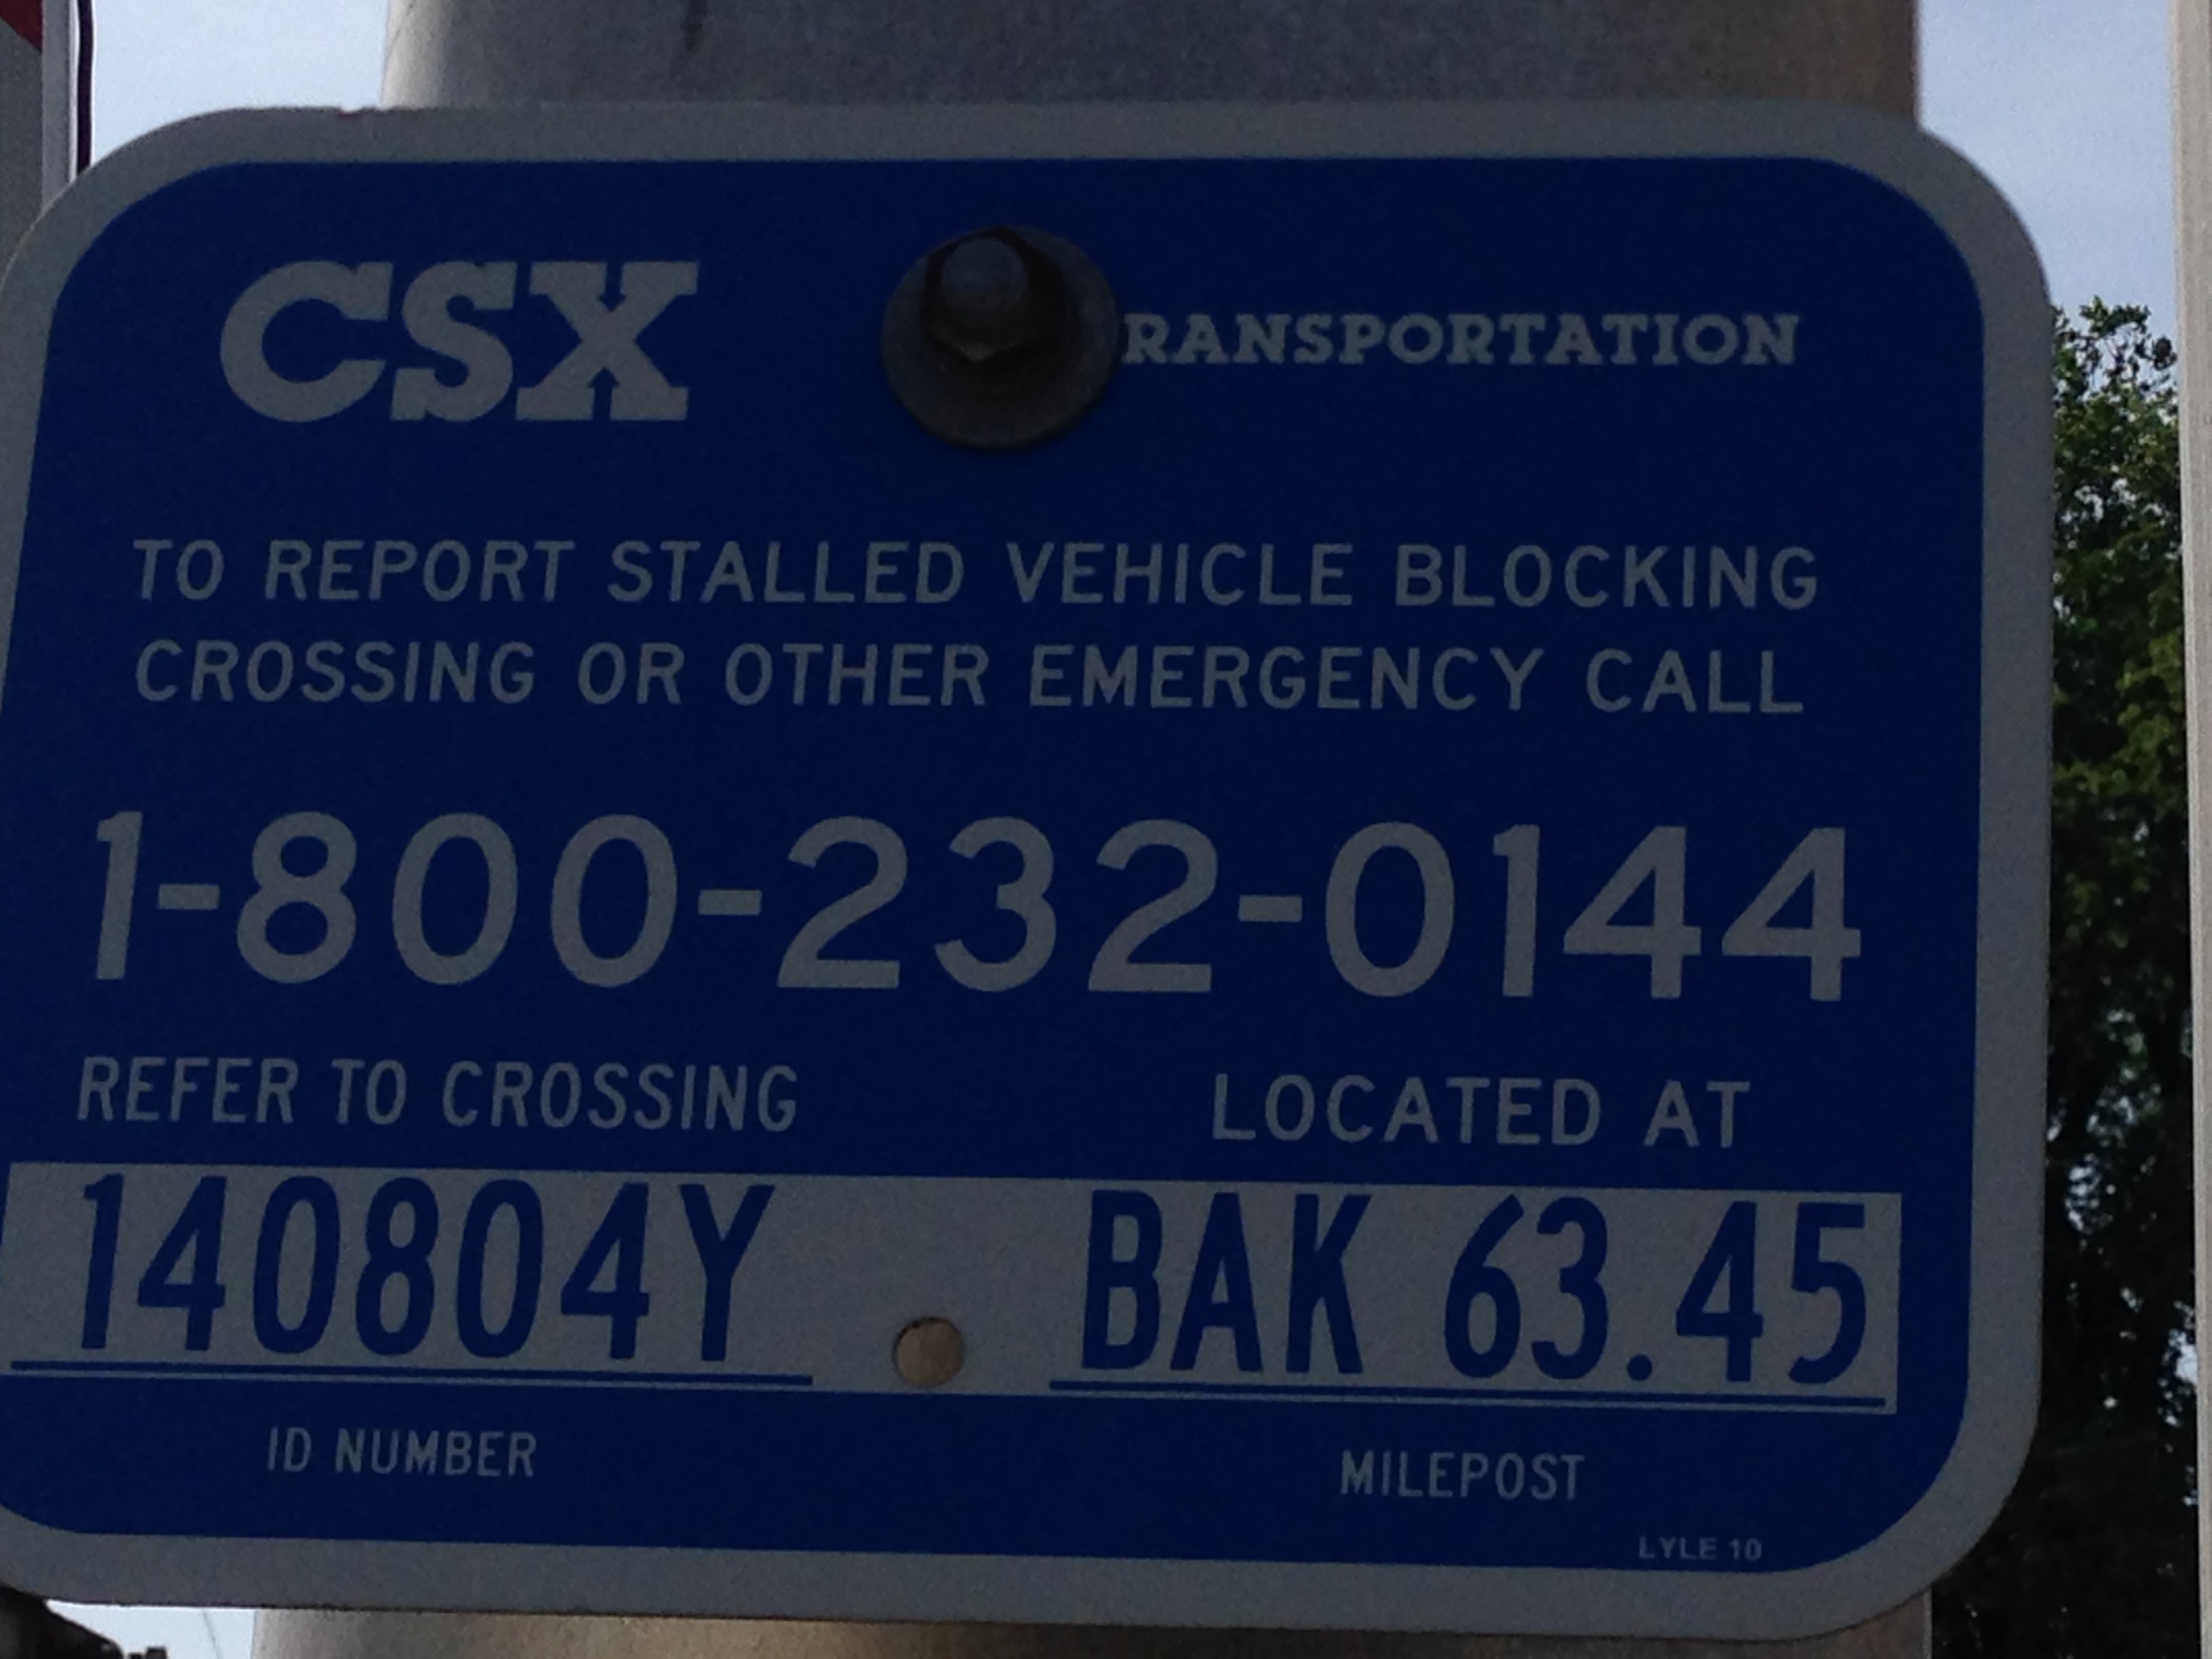 CSX RANSPORTATION
TO REPORT STALLED VEHICLE BLOCKING
CROSSING OR OTHER EMERGENCY CALL
1-800-232-0144
REFER TO CROSSING LOCATED AT
140804Y BAK 63.45
ID NUMBER MILEPOST
LYLE 10